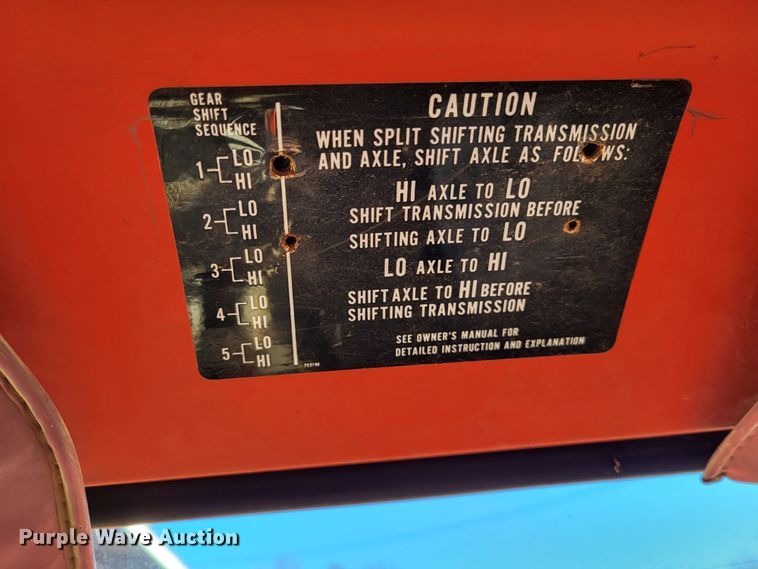 GEAR
SHIFT
SEQUENCE
1 LO
HI
2 LO
HI
3 LO
HI
4 LO
HI
5 LO
HI
CAUTION
WHEN SPLIT SHIFTING TRANSMISSION
AND AXLE, SHIFT AXLE AS FOLLOWS:
HI AXLE TO LO
SHIFT TRANSMISSION BEFORE
SHIFTING AXLE TO LO
LO AXLE TO HI
SHIFT AXLE TO HI BEFORE
SHIFTING TRANSMISSION
SEE OWNER'S MANUAL FOR
DETAILED INSTRUCTION AND EXPLANATION
Purple Wave Auction